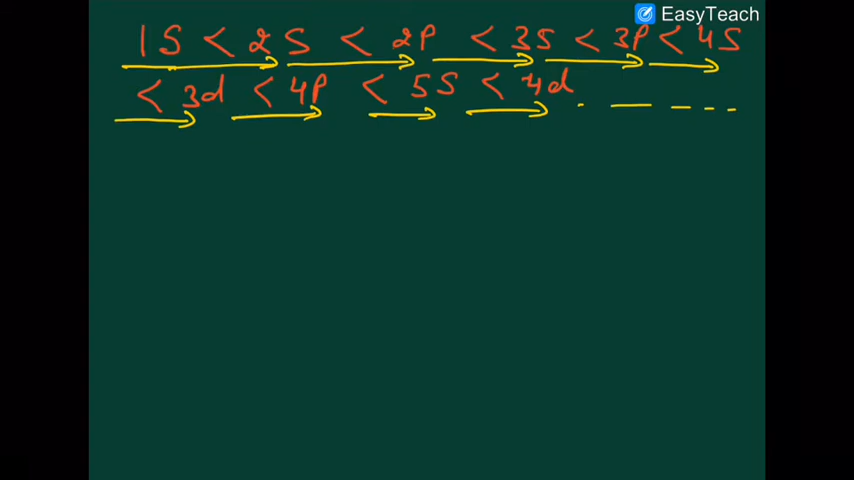 EasyTeach
1S < 2S < 2P < 3S < 3P < 4S
< 3d < 4P < 5S < 4d . — — - -